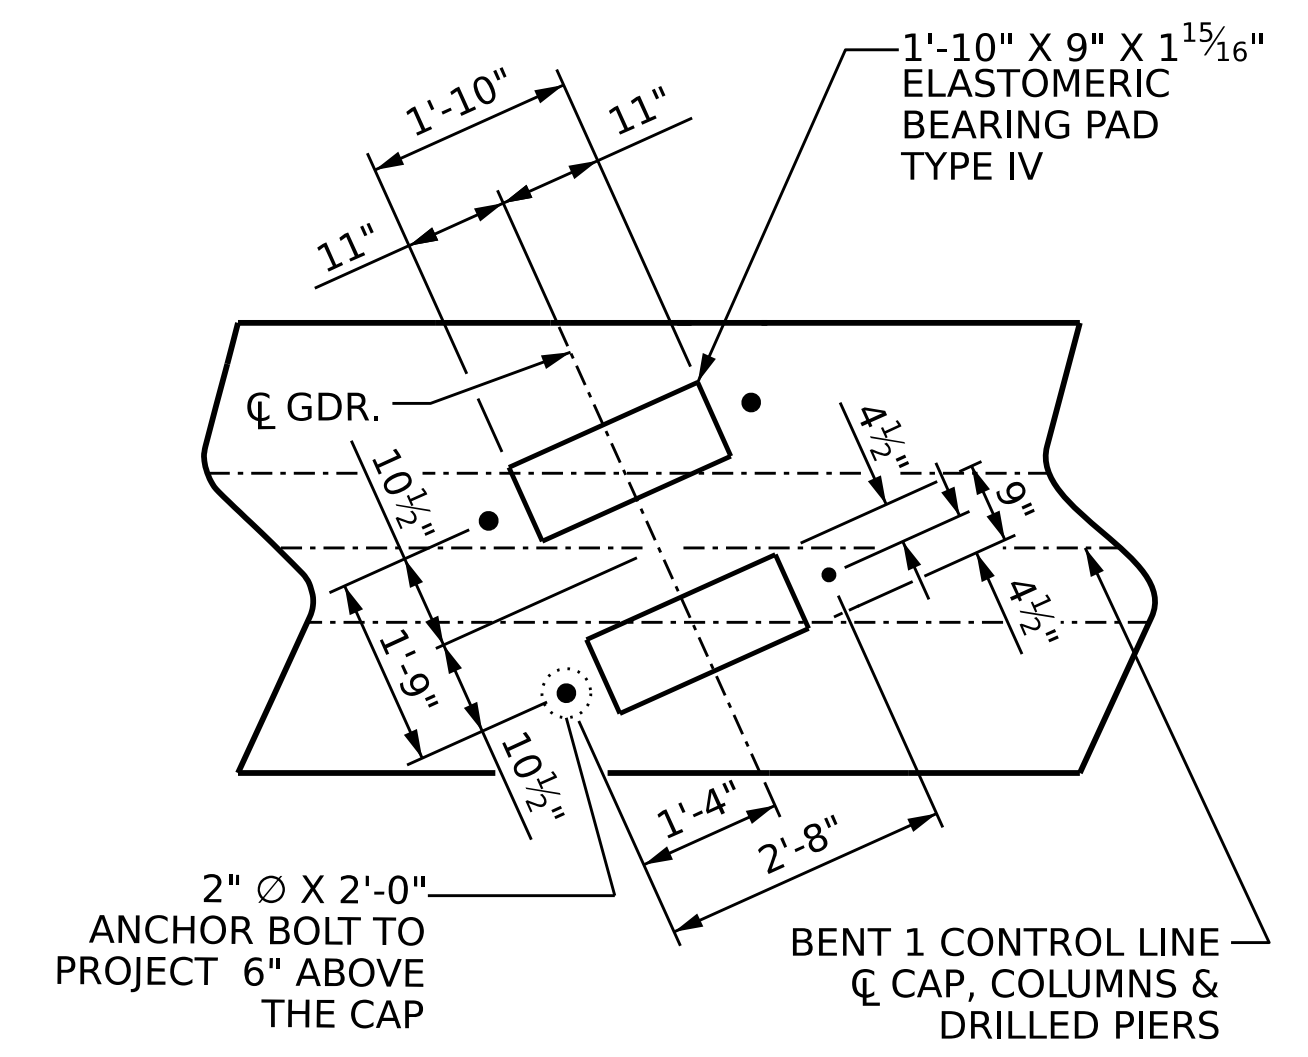 1'-10" X 9" X 1 15/16"
ELASTOMERIC
BEARING PAD
TYPE IV
1'-10"
11"
11"
℄ GDR.
10½"
4½"
9"
1'-9"
4½"
10½"
1'-4"
2'-8"
2" ∅ X 2'-0"
ANCHOR BOLT TO
PROJECT 6" ABOVE
THE CAP
BENT 1 CONTROL LINE
℄ CAP, COLUMNS &
DRILLED PIERS